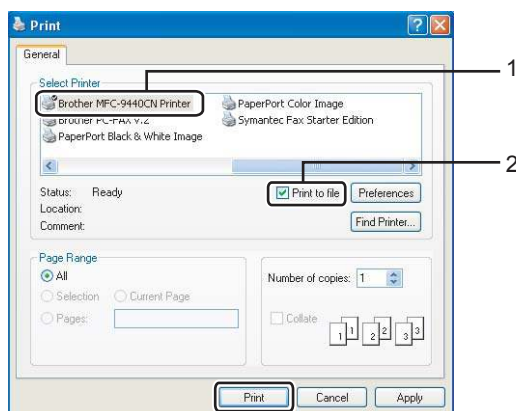 Print
General
1
Select Printer
Brother MFC-9440CN Printer
PaperPort Color Image
Brother PC-FAX v.2
Symantec Fax Starter Edition
PaperPort Black & White Image
2
Status: Ready
Print to file
Preferences
Location:
Comment:
Find Printer...
Page Range
All
Number of copies: 1
Selection
Current Page
Pages:
Collate
1 1 2 2 3 3
Print
Cancel
Apply